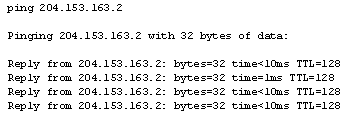 ping 204.153.163.2
Pinging 204.153.163.2 with 32 bytes of data:
Reply from 204.153.163.2: bytes=32 time<10ms TTL=128
Reply from 204.153.163.2: bytes=32 time=1ms TTL=128
Reply from 204.153.163.2: bytes=32 time<10ms TTL=128
Reply from 204.153.163.2: bytes=32 time<10ms TTL=128